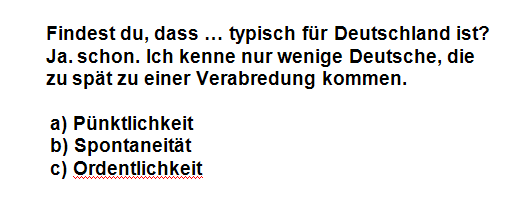 Findest du, dass … typisch für Deutschland ist?
Ja. schon. Ich kenne nur wenige Deutsche, die
zu spät zu einer Verabredung kommen.
a) Pünktlichkeit
b) Spontaneität
c) Ordentlichkeit